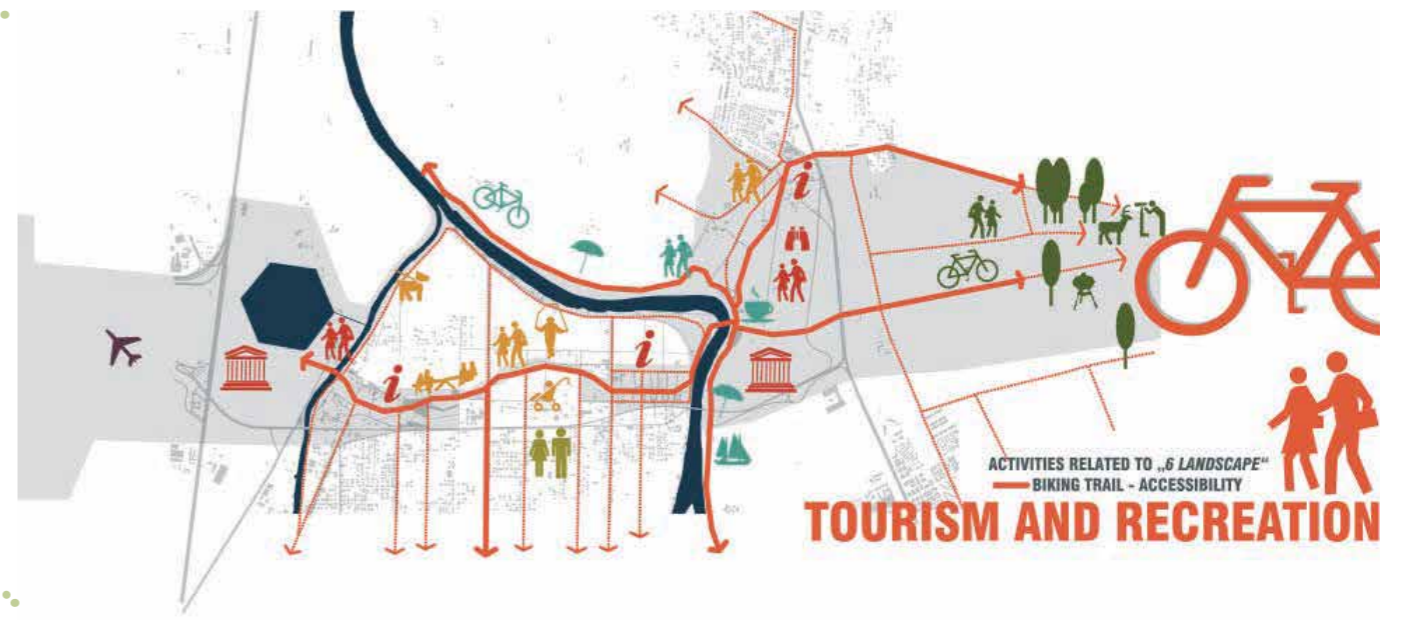 i
i
i
ACTIVITIES RELATED TO „6 LANDSCAPE“
BIKING TRAIL - ACCESSIBILITY
TOURISM AND RECREATION